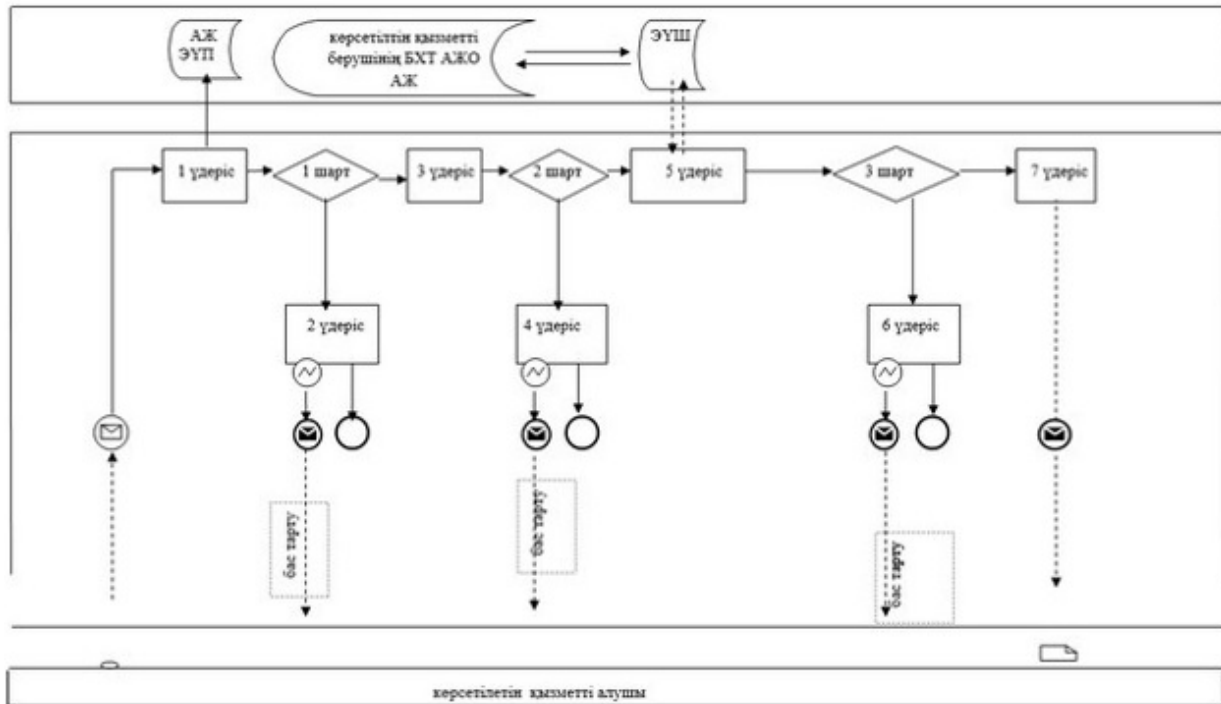 АЖ
ЭҮП
көрсетілтін қызметті
берушінің БХТ АЖО
АЖ
ЭҮШ
1 үдеріс
1 шарт
3 үдеріс
2 шарт
5 үдеріс
3 шарт
7 үдеріс
2 үдеріс
4 үдеріс
6 үдеріс
бас тарту
бас тарту
бас тарту
көрсетілетін қызметті алушы